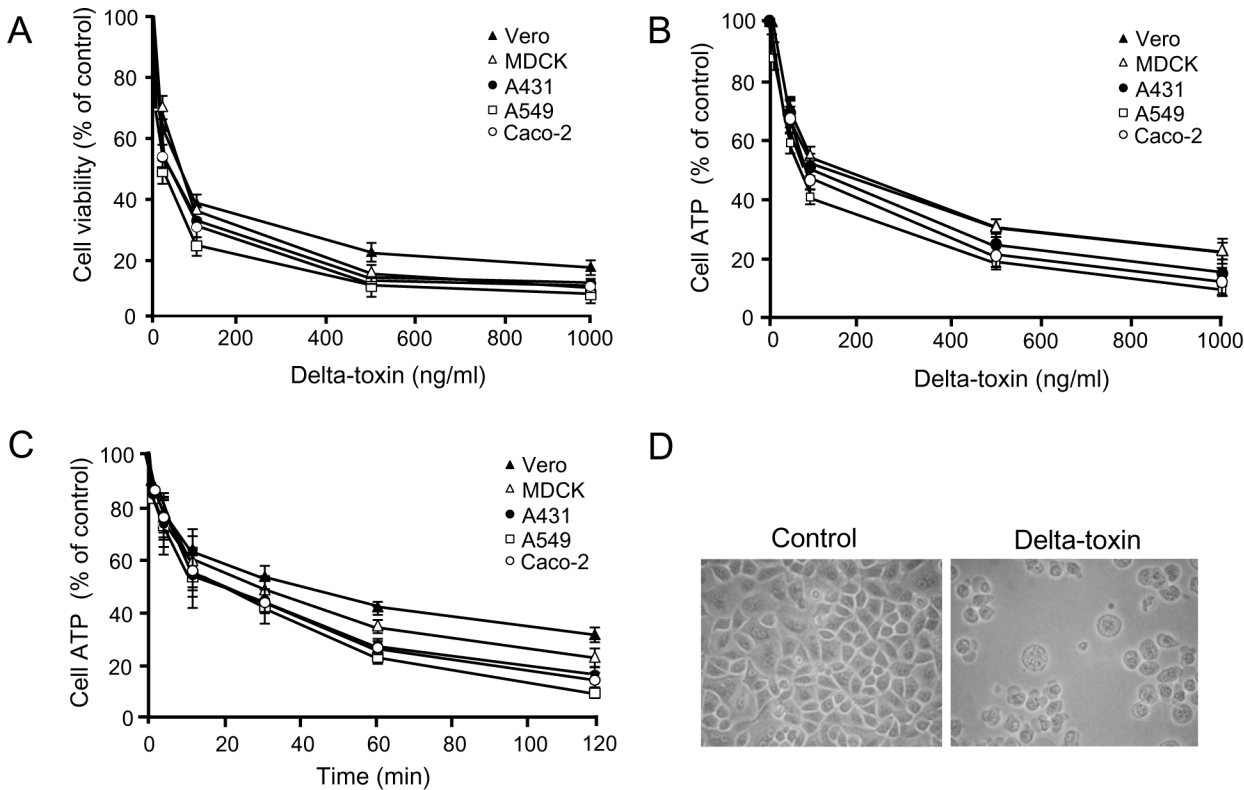 A
Cell viability (% of control)
100
80
60
40
20
0
0
200
400
600
800
1000
Delta-toxin (ng/ml)
Vero
MDCK
A431
A549
Caco-2
B
Cell ATP (% of control)
100
80
60
40
20
0
0
200
400
600
800
1000
Delta-toxin (ng/ml)
Vero
MDCK
A431
A549
Caco-2
C
Cell ATP (% of control)
100
80
60
40
20
0
0
20
40
60
80
100
120
Time (min)
Vero
MDCK
A431
A549
Caco-2
D
Control
Delta-toxin